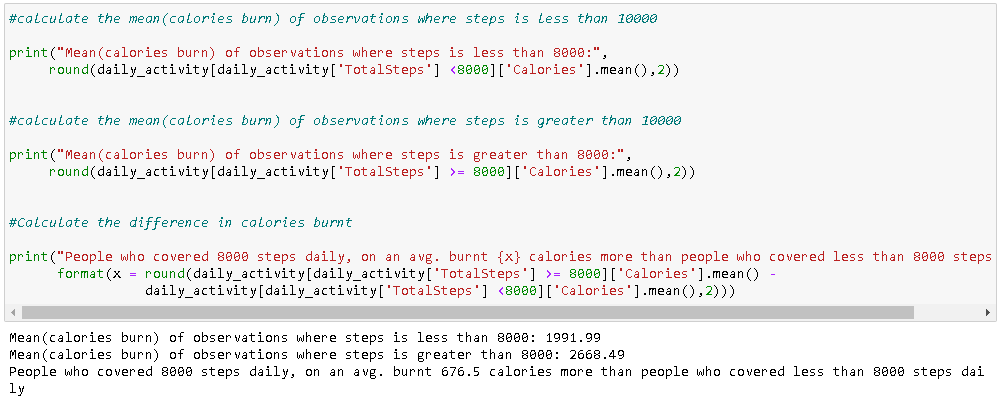 #calculate the mean(calories burn) of observations where steps is less than 10000
print("Mean(calories burn) of observations where steps is less than 8000:",
round(daily_activity[daily_activity['TotalSteps'] <8000]['Calories'].mean(),2))
#calculate the mean(calories burn) of observations where steps is greater than 10000
print("Mean(calories burn) of observations where steps is greater than 8000:",
round(daily_activity[daily_activity['TotalSteps'] >= 8000]['Calories'].mean(),2))
#Calculate the difference in calories burnt
print("People who covered 8000 steps daily, on an avg. burnt {x} calories more than people who covered less than 8000 steps
format(x = round(daily_activity[daily_activity['TotalSteps'] >= 8000]['Calories'].mean() -
daily_activity[daily_activity['TotalSteps'] <8000]['Calories'].mean(),2)))
Mean(calories burn) of observations where steps is less than 8000: 1991.99
Mean(calories burn) of observations where steps is greater than 8000: 2668.49
People who covered 8000 steps daily, on an avg. burnt 676.5 calories more than people who covered less than 8000 steps dai
ly